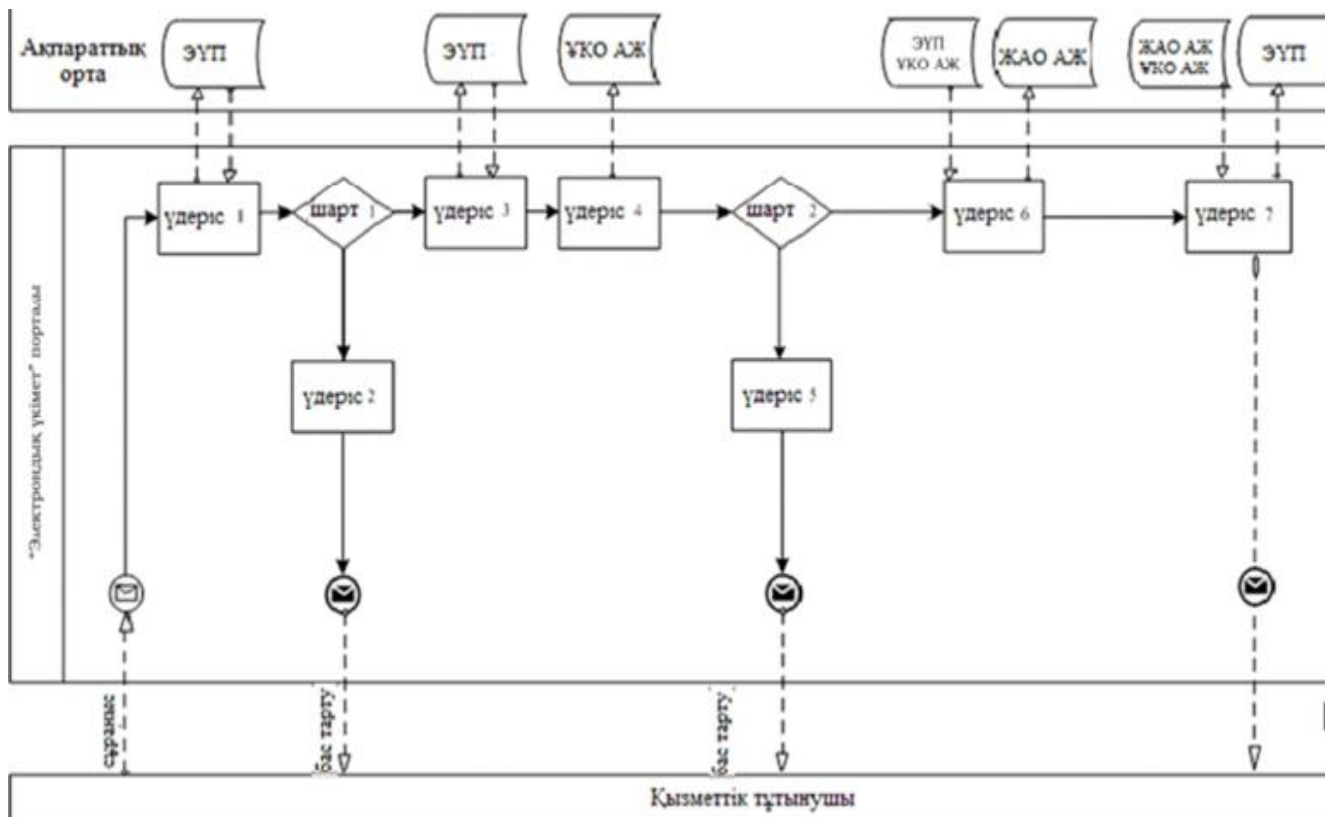 Ақпараттық
орта
ЭҮП
ЭҮП
ҰКО АЖ
ЭҮП
ҰКО АЖ
ЖАО АЖ
ЖАО АЖ
ҰКО АЖ
ЭҮП
"Электрондық үкімет" порталы
үдеріс 1
шарт 1
үдеріс 3
үдеріс 4
шарт 2
үдеріс 6
үдеріс 7
үдеріс 2
үдеріс 5
сұраныс
бас тарту
бас тарту
Қызметтік тұтынушы